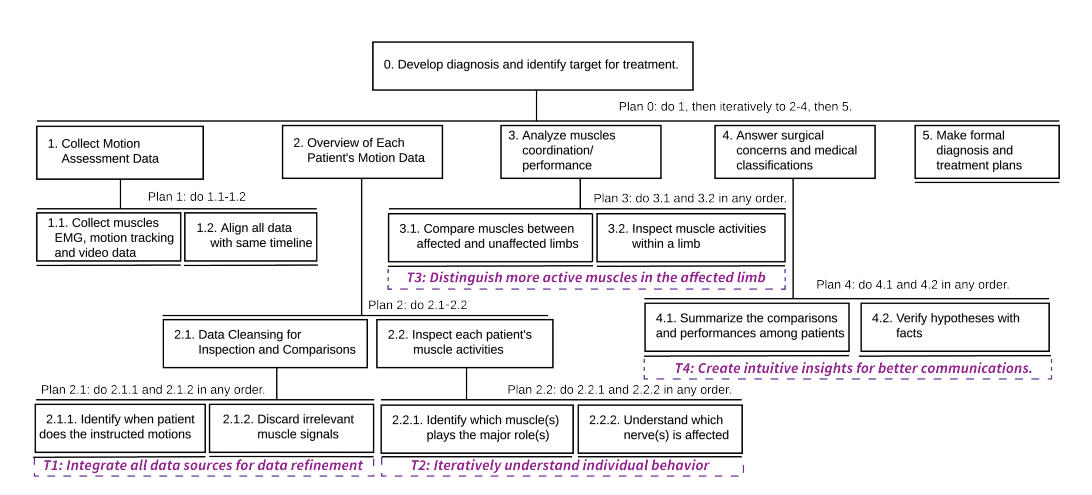 0. Develop diagnosis and identify target for treatment.
Plan 0: do 1, then iteratively to 2-4, then 5.
1. Collect Motion
Assessment Data
2. Overview of Each
Patient's Motion Data
3. Analyze muscles
coordination/
performance
4. Answer surgical
concerns and medical
classifications
5. Make formal
diagnosis and
treatment plans
Plan 1: do 1.1-1.2
1.1. Collect muscles
EMG, motion tracking
and video data
1.2. Align all data
with same timeline
Plan 3: do 3.1 and 3.2 in any order.
3.1. Compare muscles between
affected and unaffected limbs
3.2. Inspect muscle activities
within a limb
T3: Distinguish more active muscles in the affected limb
Plan 4: do 4.1 and 4.2 in any order.
4.1. Summarize the comparisons
and performances among patients
4.2. Verify hypotheses with
facts
T4: Create intuitive insights for better communications.
Plan 2: do 2.1-2.2
2.1. Data Cleansing for
Inspection and Comparisons
2.2. Inspect each patient's
muscle activities
Plan 2.1: do 2.1.1 and 2.1.2 in any order.
2.1.1. Identify when patient
does the instructed motions
2.1.2. Discard irrelevant
muscle signals
T1: Integrate all data sources for data refinement
Plan 2.2: do 2.2.1 and 2.2.2 in any order.
2.2.1. Identify which muscle(s)
plays the major role(s)
2.2.2. Understand which
nerve(s) is affected
T2: Iteratively understand individual behavior